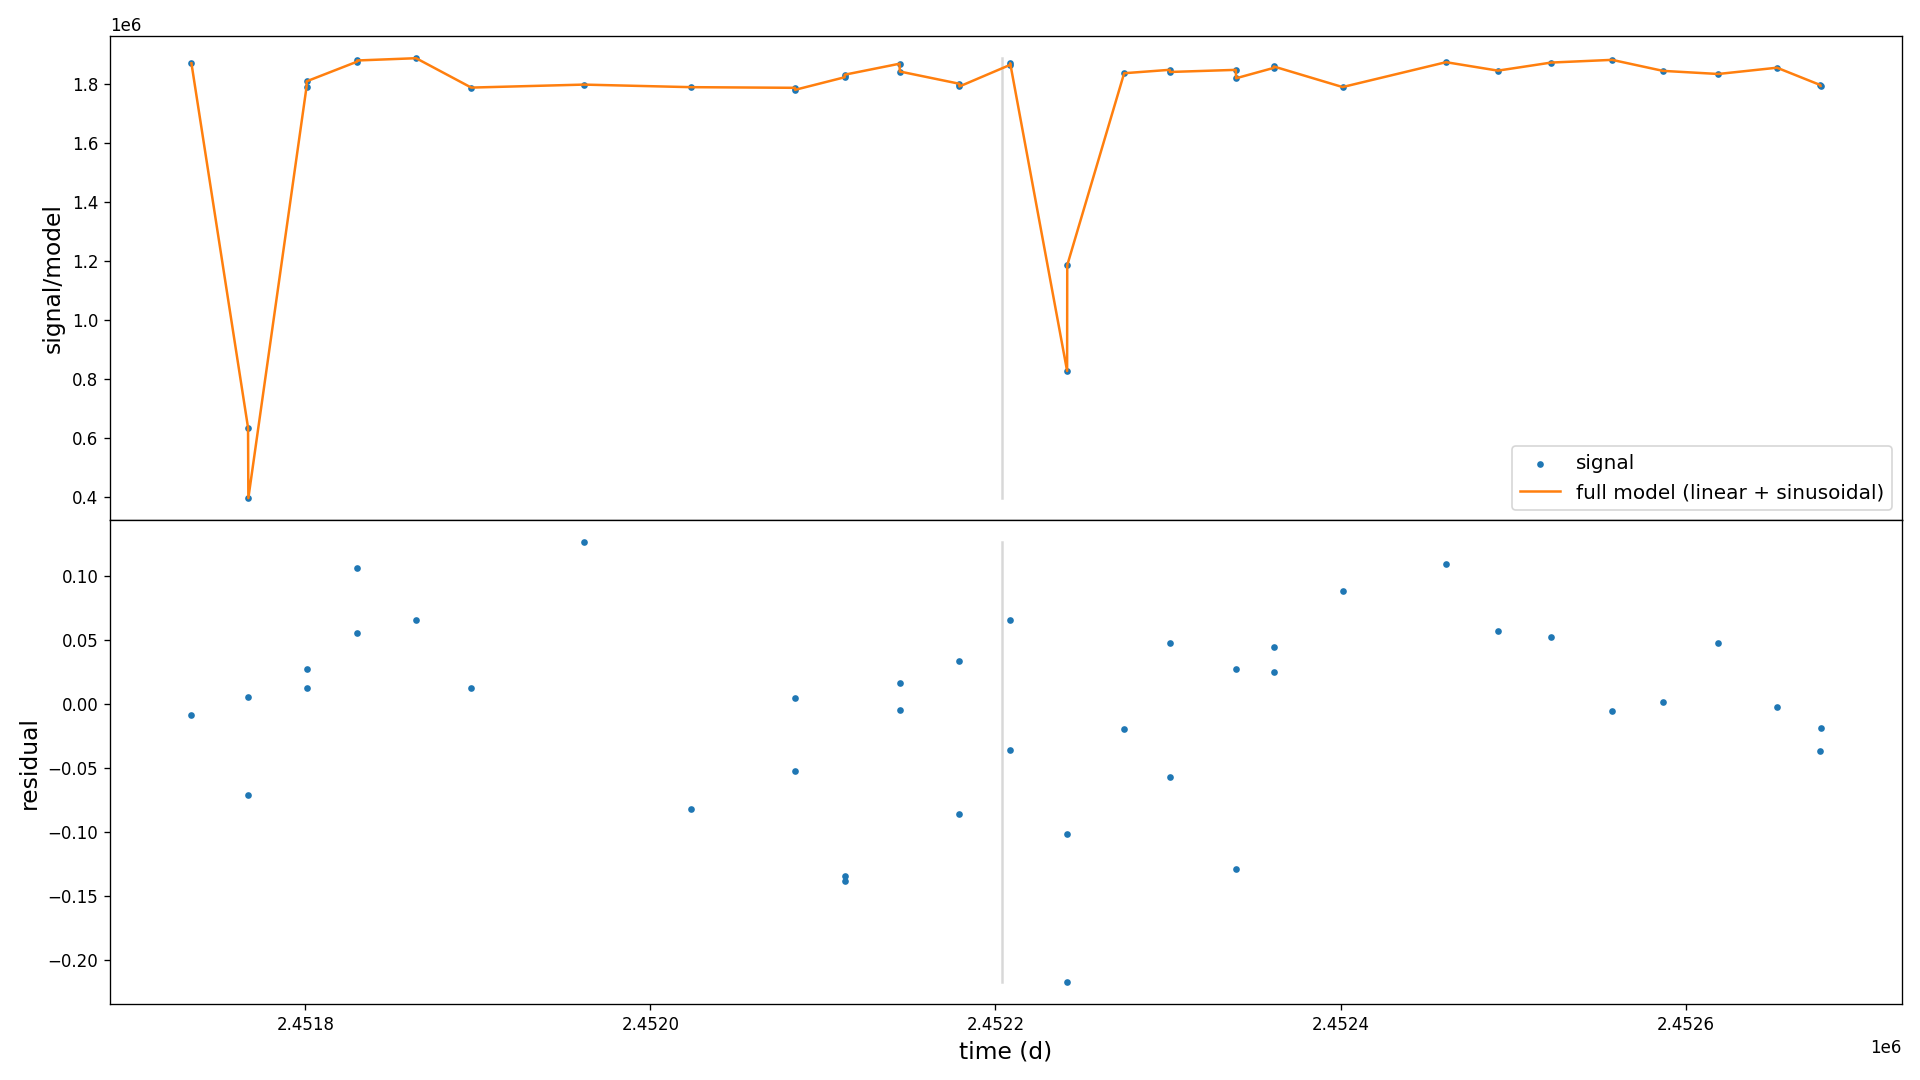 1e6
1.8
1.6
1.4
1.2
1.0
0.8
0.6
0.4
signal/model
signal
full model (linear + sinusoidal)
0.10
0.05
0.00
−0.05
−0.10
−0.15
−0.20
residual
2.4518
2.4520
2.4522
2.4524
2.4526
time (d)
1e6